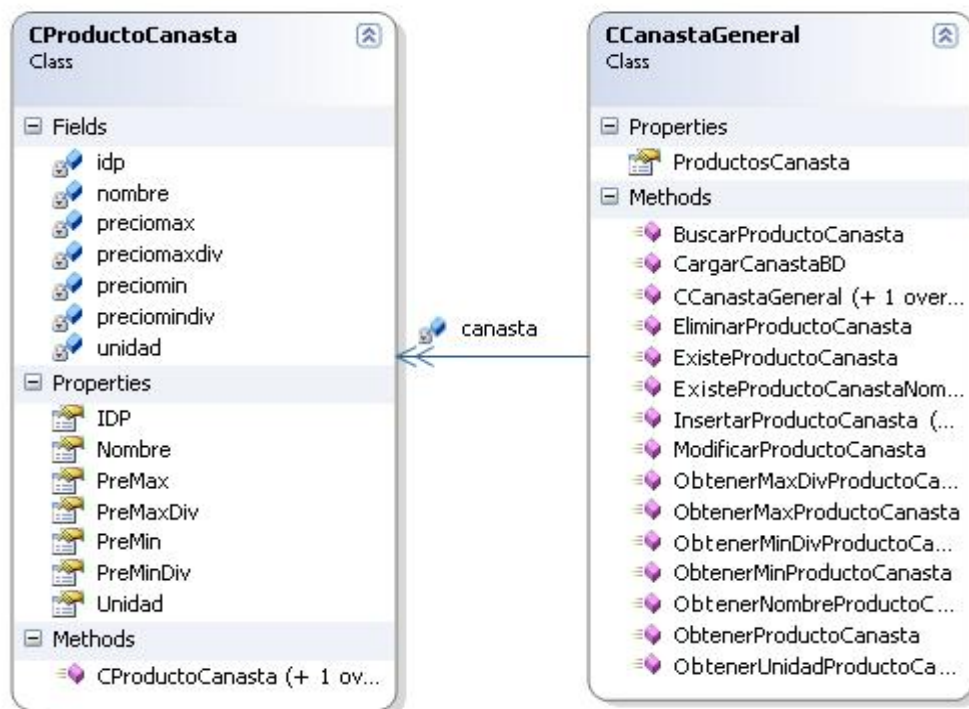 CProductoCanasta
Class
Fields
idp
nombre
preciomax
preciomaxdiv
preciomin
preciomindiv
unidad
Properties
IDP
Nombre
PreMax
PreMaxDiv
PreMin
PreMinDiv
Unidad
Methods
CProductoCanasta (+ 1 ov...
canasta
CCanastaGeneral
Class
Properties
ProductosCanasta
Methods
BuscarProductoCanasta
CargarCanastaBD
CCanastaGeneral (+ 1 over...
EliminarProductoCanasta
ExisteProductoCanasta
ExisteProductoCanastaNom...
InsertarProductoCanasta (...
ModificarProductoCanasta
ObtenerMaxDivProductoCa...
ObtenerMaxProductoCanasta
ObtenerMinDivProductoCa...
ObtenerMinProductoCanasta
ObtenerNombreProductoC...
ObtenerProductoCanasta
ObtenerUnidadProductoCa...